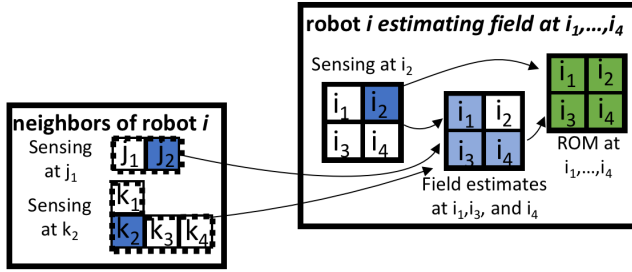 robot i estimating field at i1,...,i4
Sensing at i2
i1 i2
i3 i4
i1 i2
i3 i4
i1 i2
i3 i4
ROM at
i1,...,i4
Field estimates
at i1,i3, and i4
neighbors of robot i
Sensing
at j1
j1 j2
Sensing
at k2
k1
k2 k3 k4